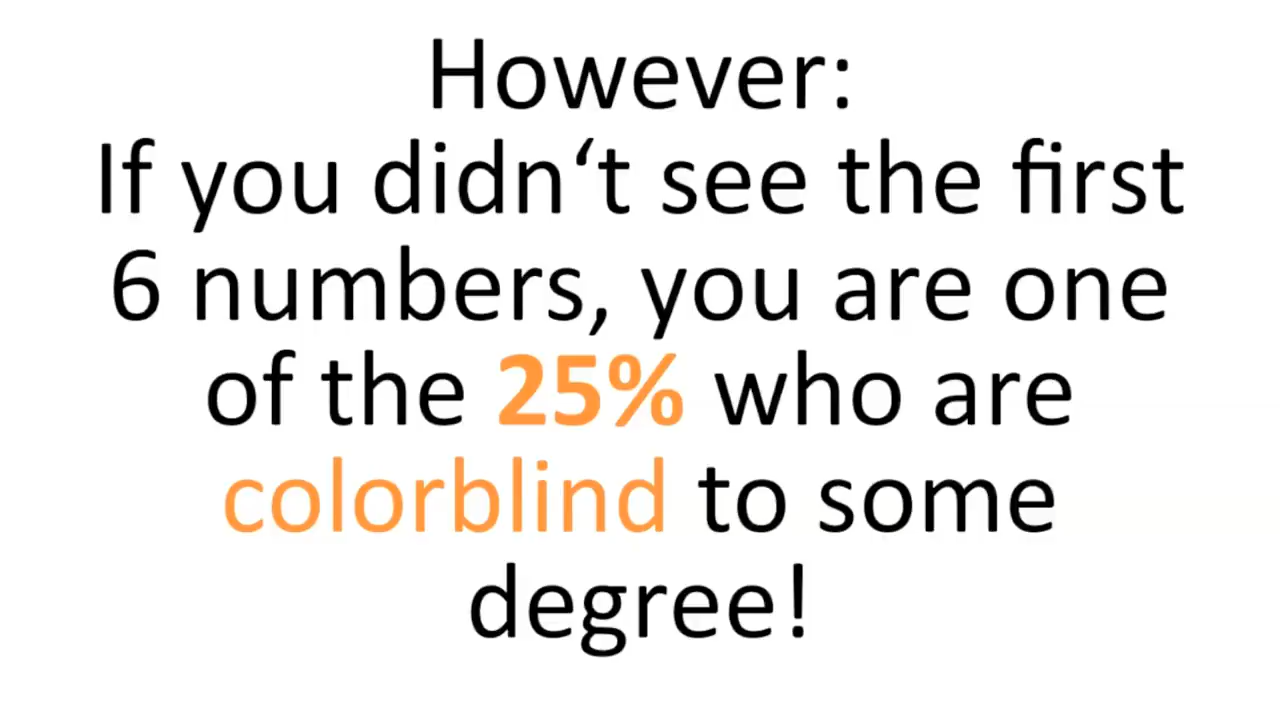 However:
If you didn‘t see the first
6 numbers, you are one
of the 25% who are
colorblind to some
degree!